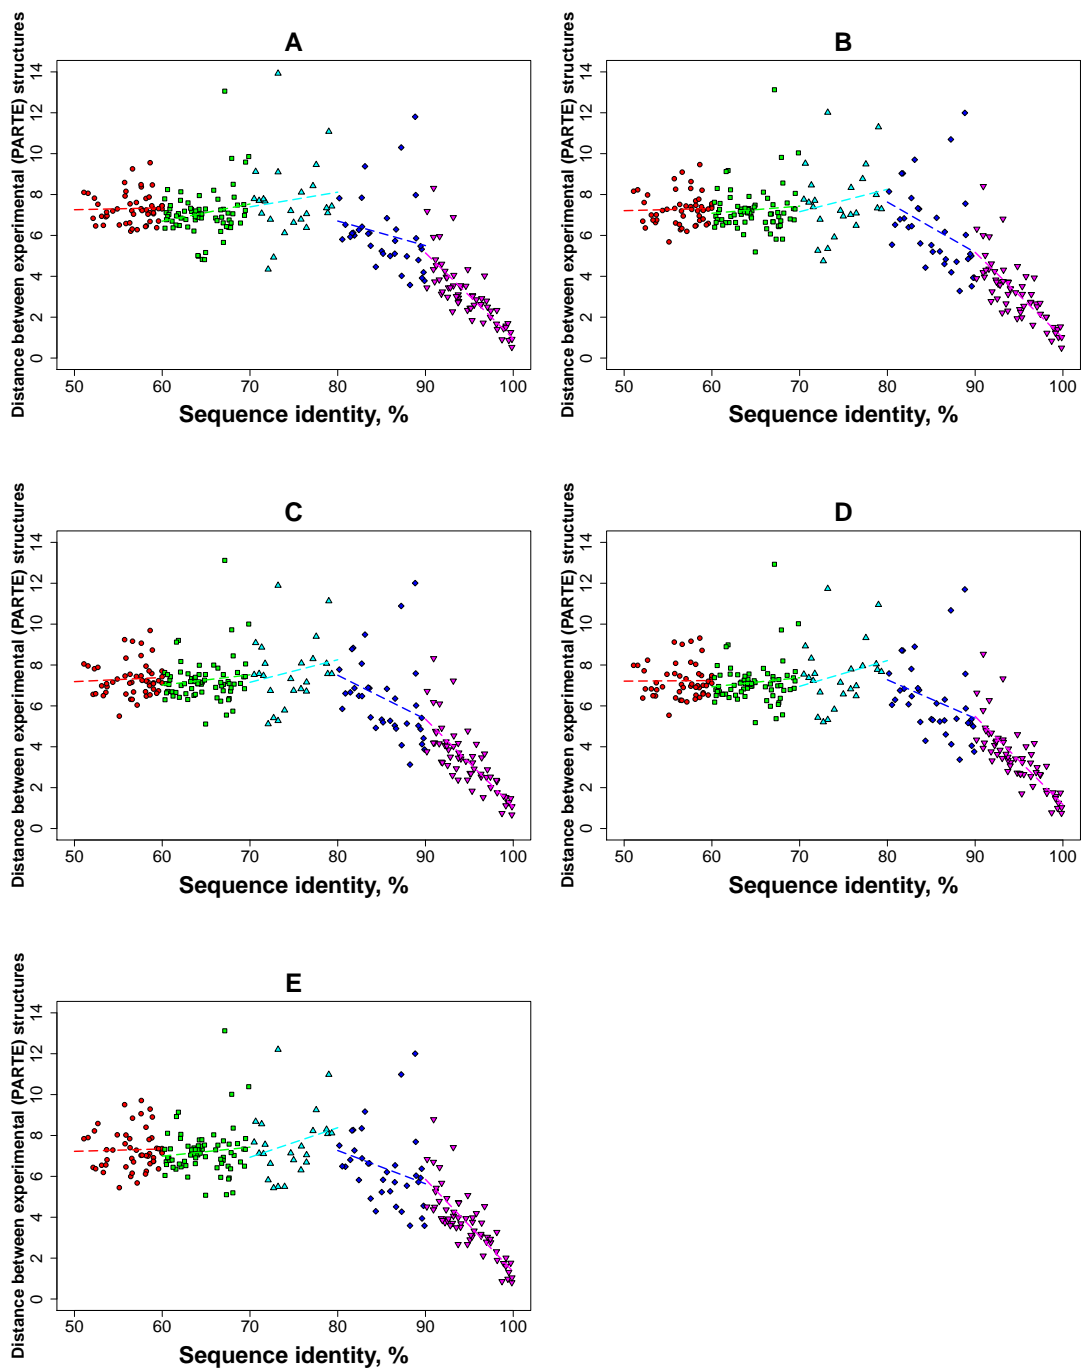 A
Distance between experimental (PARTE) structures
14
12
10
8
6
4
2
0
50 60 70 80 90 100
Sequence identity, %
B
Distance between experimental (PARTE) structures
14
12
10
8
6
4
2
0
50 60 70 80 90 100
Sequence identity, %
C
Distance between experimental (PARTE) structures
14
12
10
8
6
4
2
0
50 60 70 80 90 100
Sequence identity, %
D
Distance between experimental (PARTE) structures
14
12
10
8
6
4
2
0
50 60 70 80 90 100
Sequence identity, %
E
Distance between experimental (PARTE) structures
14
12
10
8
6
4
2
0
50 60 70 80 90 100
Sequence identity, %